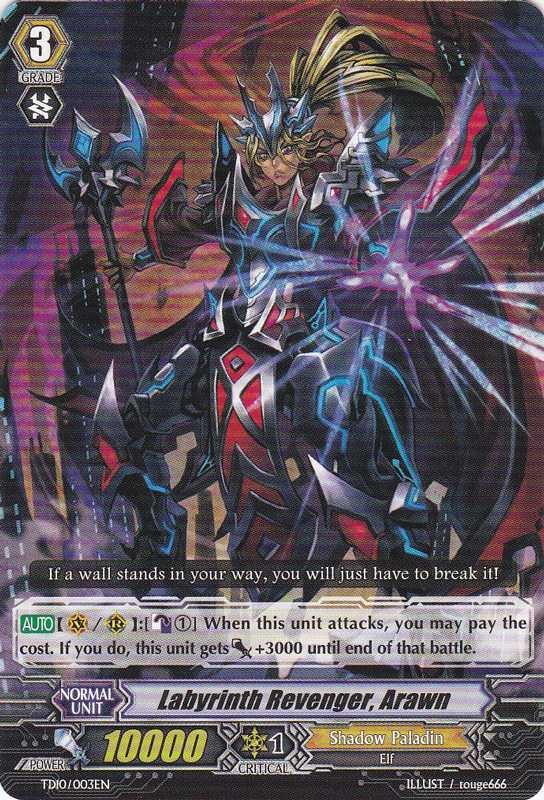 3
GRADE
If a wall stands in your way, you will just have to break it!
AUTO【V / R】:[①] When this unit attacks, you may pay the
cost. If you do, this unit gets +3000 until end of that battle.
NORMAL
UNIT
Labyrinth Revenger, Arawn
POWER
10000
1
CRITICAL
Shadow Paladin
Elf
TD10/003EN
ILLUST / touge666